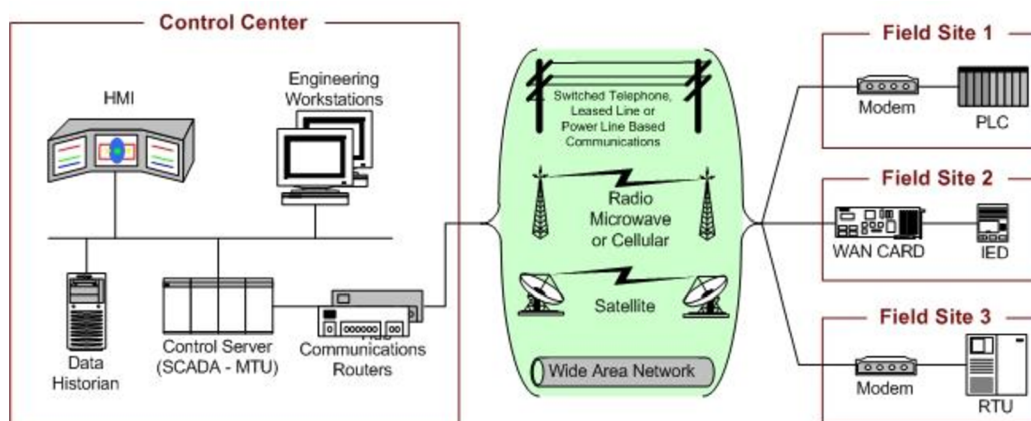 Control Center
HMI
Engineering
Workstations
Data
Historian
Control Server
(SCADA - MTU)
Communications
Routers
Switched Telephone,
Leased Line or
Power Line Based
Communications
Radio
Microwave
or Cellular
Satellite
Wide Area Network
Field Site 1
Modem
PLC
Field Site 2
WAN CARD
IED
Field Site 3
Modem
RTU